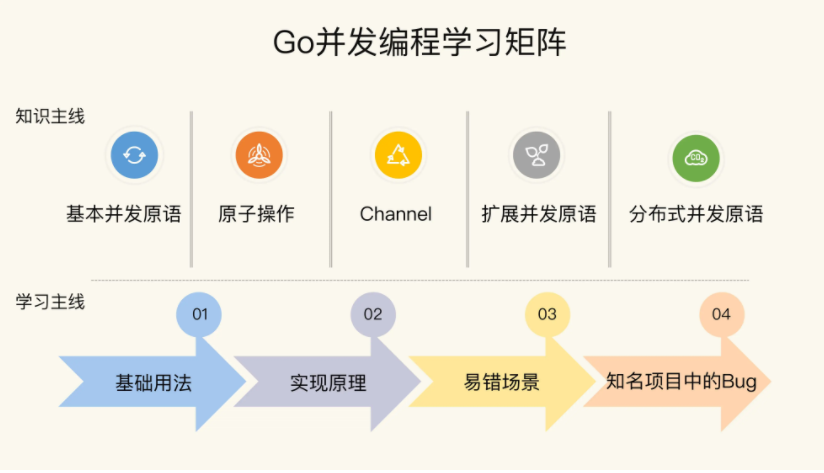 Go并发编程学习矩阵
知识主线
基本并发原语
原子操作
Channel
扩展并发原语
CO₂
分布式并发原语
学习主线
01
02
03
04
基础用法
实现原理
易错场景
知名项目中的Bug